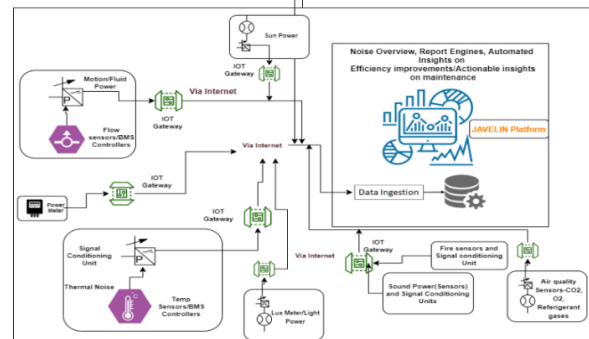 Sun Power
IOT
Gateway
Noise Overview, Report Engines, Automated
Insights on
Efficiency improvements/Actionable insights
on maintenance
JAVELIN Platform
Data Ingestion
Motion/Fluid
Power
P
Flow
sensors/BMS
Controllers
Via Internet
IOT
Gateway
Via Internet
Power
Meter
IOT
Gateway
IOT
Gateway
Signal
Conditioning
Unit
P
Thermal Noise
Temp
Sensors/BMS
Controllers
Via Internet
Lux Meter/Light
Power
IOT
Gateway
Fire sensors and
Signal conditioning
Unit
Sound Power(Sensors)
and Signal Conditioning
Units
Air quality
Sensors-CO2,
O2,
Referigerant
gases